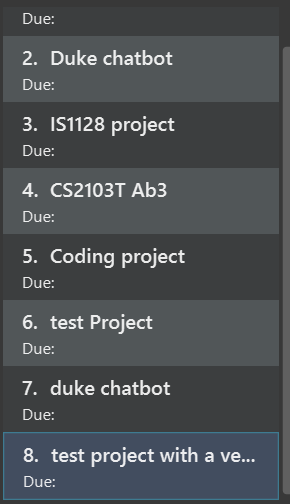 Due:
2. Duke chatbot
Due:
3. IS1128 project
Due:
4. CS2103T Ab3
Due:
5. Coding project
Due:
6. test Project
Due:
7. duke chatbot
Due:
8. test project with a ve...
Due: